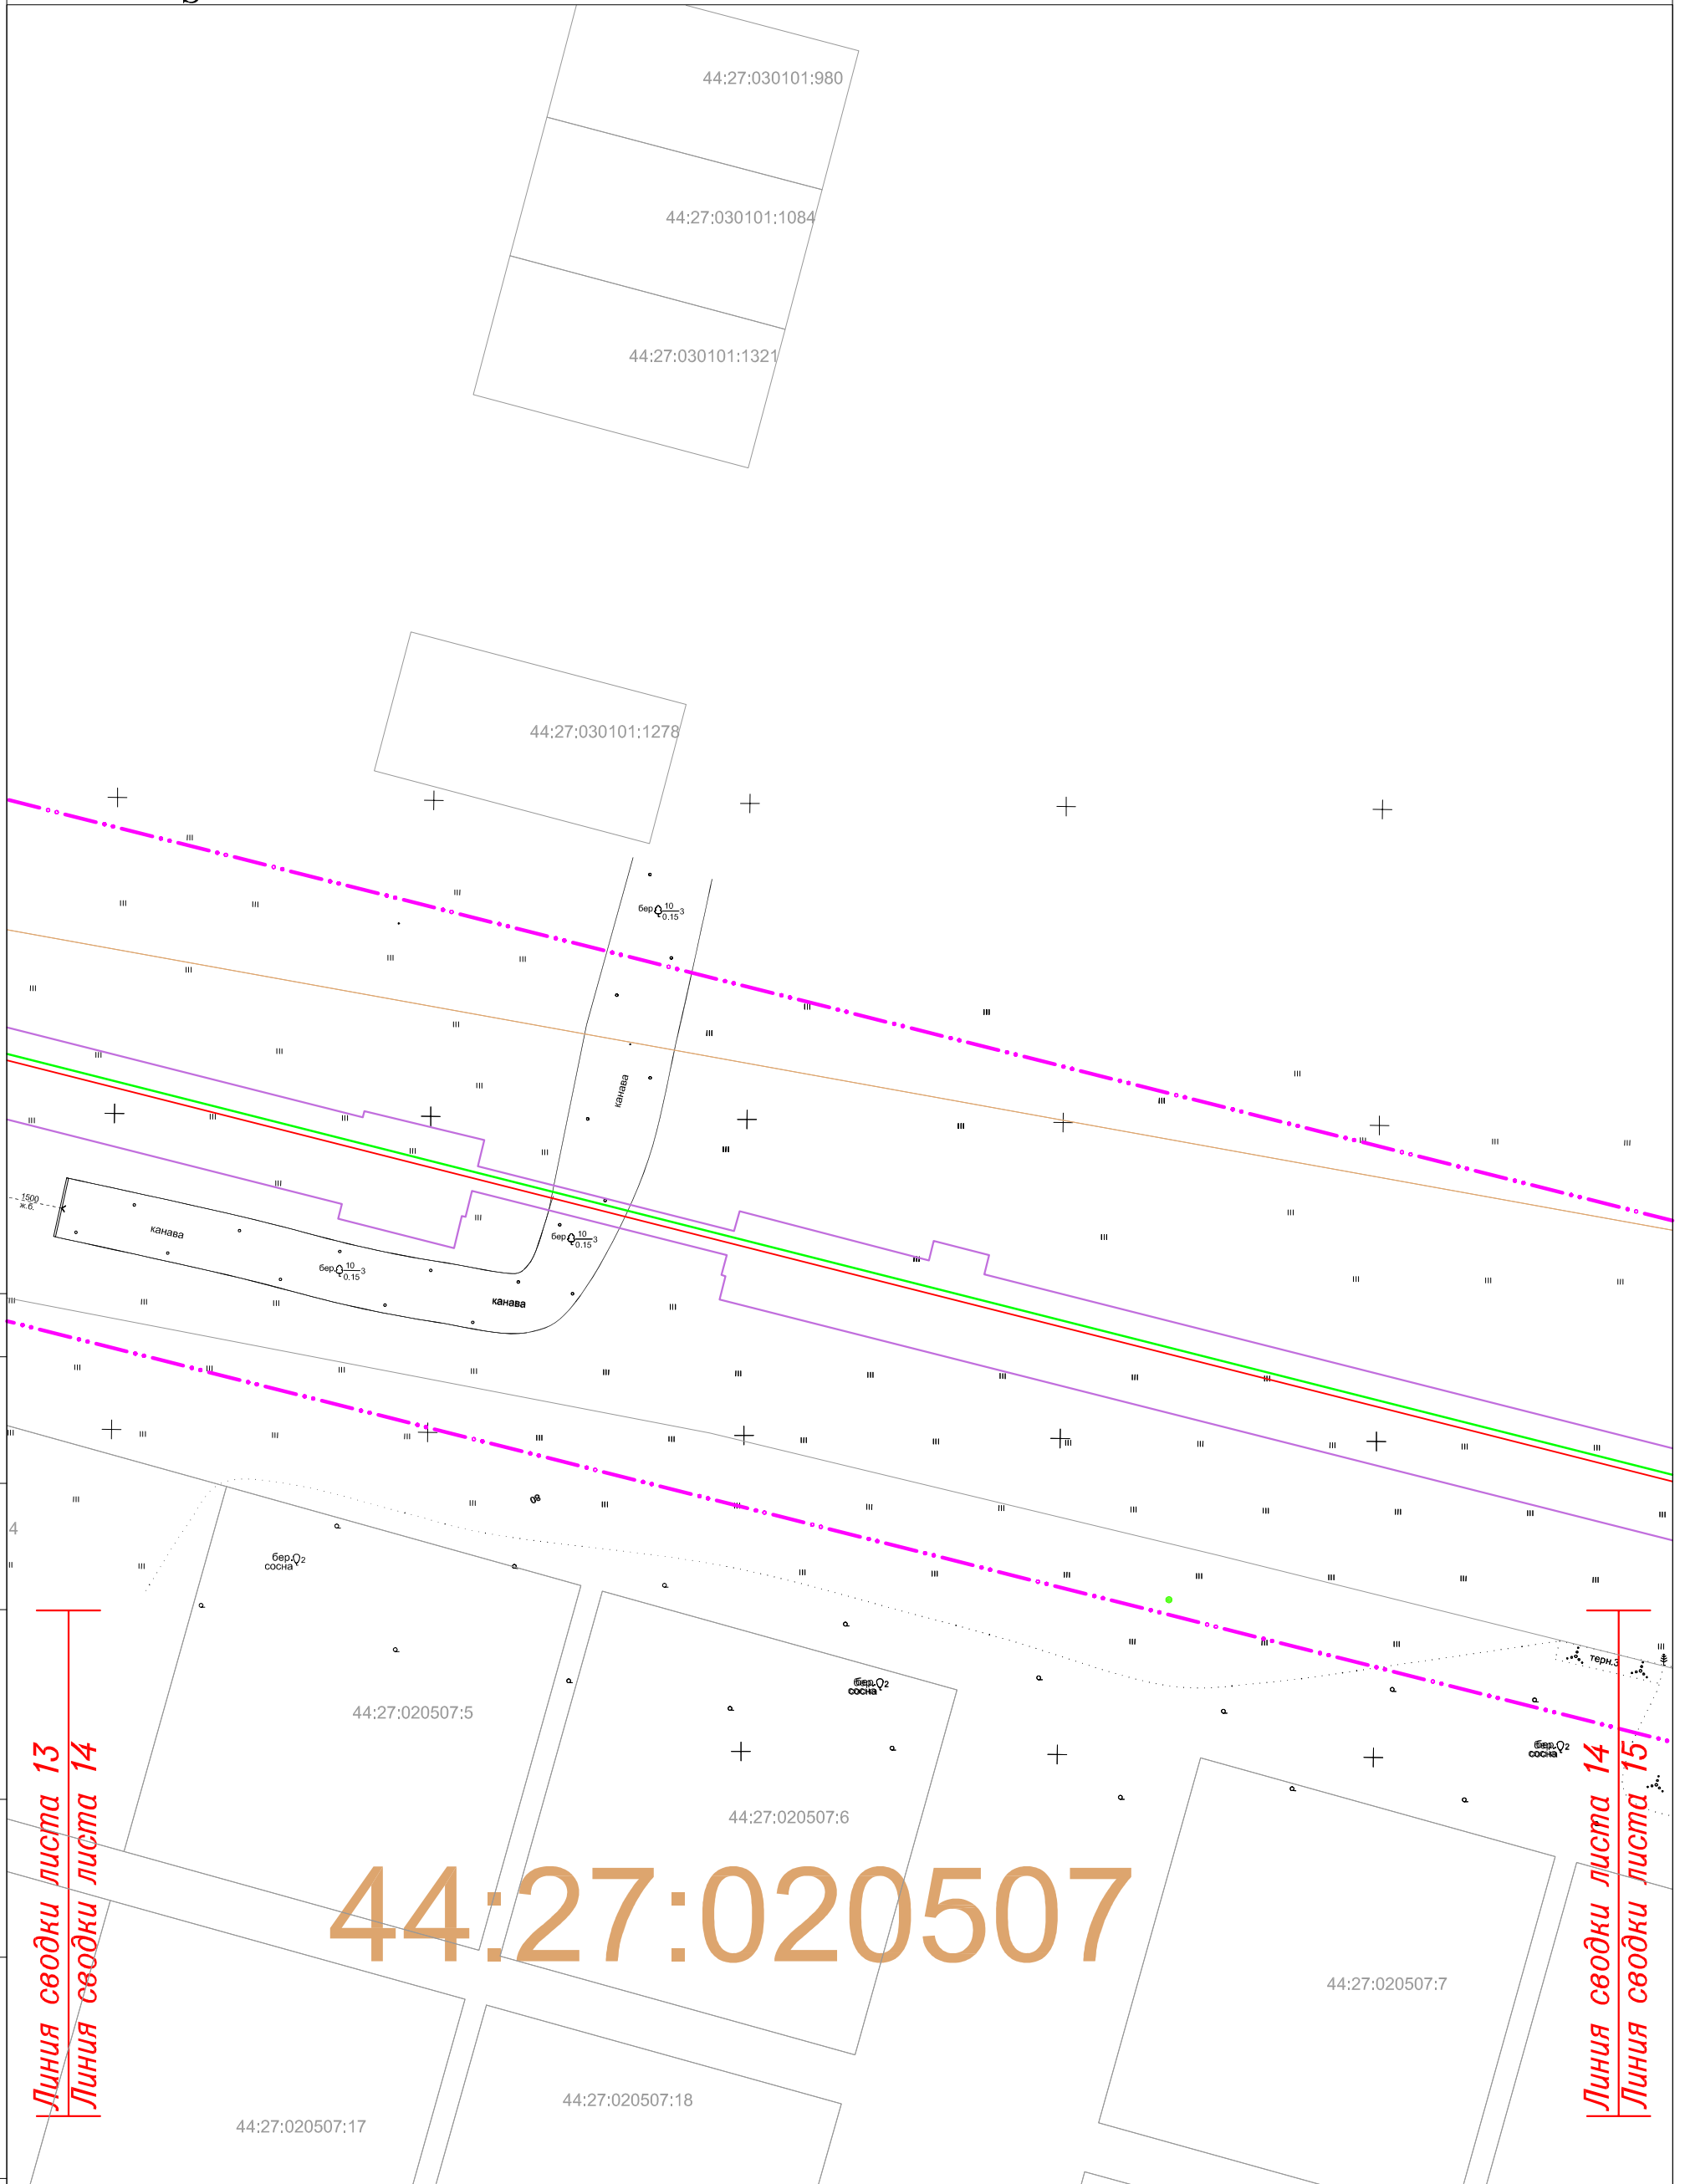 44:27:030101:980
44:27:030101:1084
44:27:030101:1321
44:27:030101:1278
бер. 10 0.15 3
канава
1500
ж.б.
канава
бер. 10 0.15 3
бер. 10 0.15 3
канава
4
бер. 2
сосна
44:27:020507:5
бер. 2
сосна
терн.3
бер. 2
сосна
44:27:020507:6
44:27:020507
44:27:020507:7
Линия сводки листа 13
Линия сводки листа 14
Линия сводки листа 14
Линия сводки листа 15
44:27:020507:18
44:27:020507:17